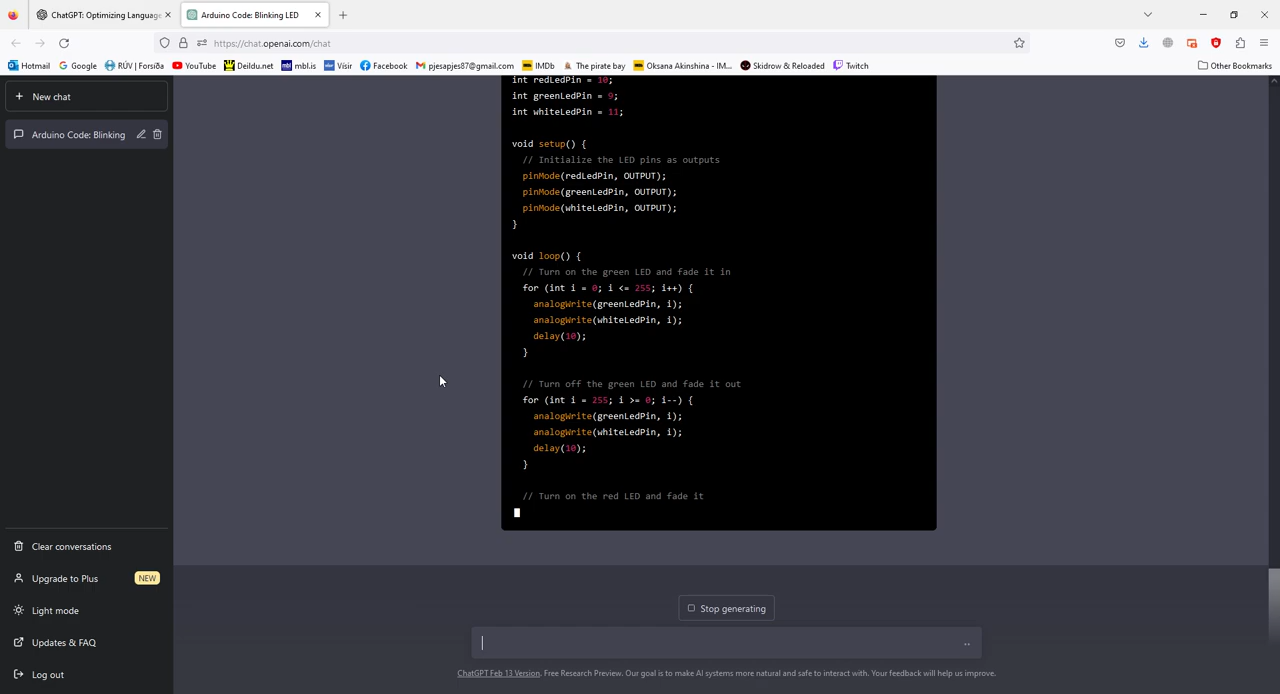 ChatGPT: Optimizing Language
Arduino Code: Blinking LED
https://chat.openai.com/chat
Hotmail Google RÚV | Forsíða YouTube Deildu.net mbl.is Vísir Facebook pjesapjes87@gmail.com IMDb The pirate bay Oksana Akinshina - IM... Skidrow & Reloaded Twitch Other Bookmarks
New chat
Arduino Code: Blinking
int redLedPin = 10;
int greenLedPin = 9;
int whiteLedPin = 11;
void setup() {
// Initialize the LED pins as outputs
pinMode(redLedPin, OUTPUT);
pinMode(greenLedPin, OUTPUT);
pinMode(whiteLedPin, OUTPUT);
}
void loop() {
// Turn on the green LED and fade it in
for (int i = 0; i <= 255; i++) {
analogWrite(greenLedPin, i);
analogWrite(whiteLedPin, i);
delay(10);
}
// Turn off the green LED and fade it out
for (int i = 255; i >= 0; i--) {
analogWrite(greenLedPin, i);
analogWrite(whiteLedPin, i);
delay(10);
}
// Turn on the red LED and fade it
Clear conversations
Upgrade to Plus NEW
Light mode
Updates & FAQ
Log out
Stop generating
ChatGPT Feb 13 Version. Free Research Preview. Our goal is to make AI systems more natural and safe to interact with. Your feedback will help us improve.